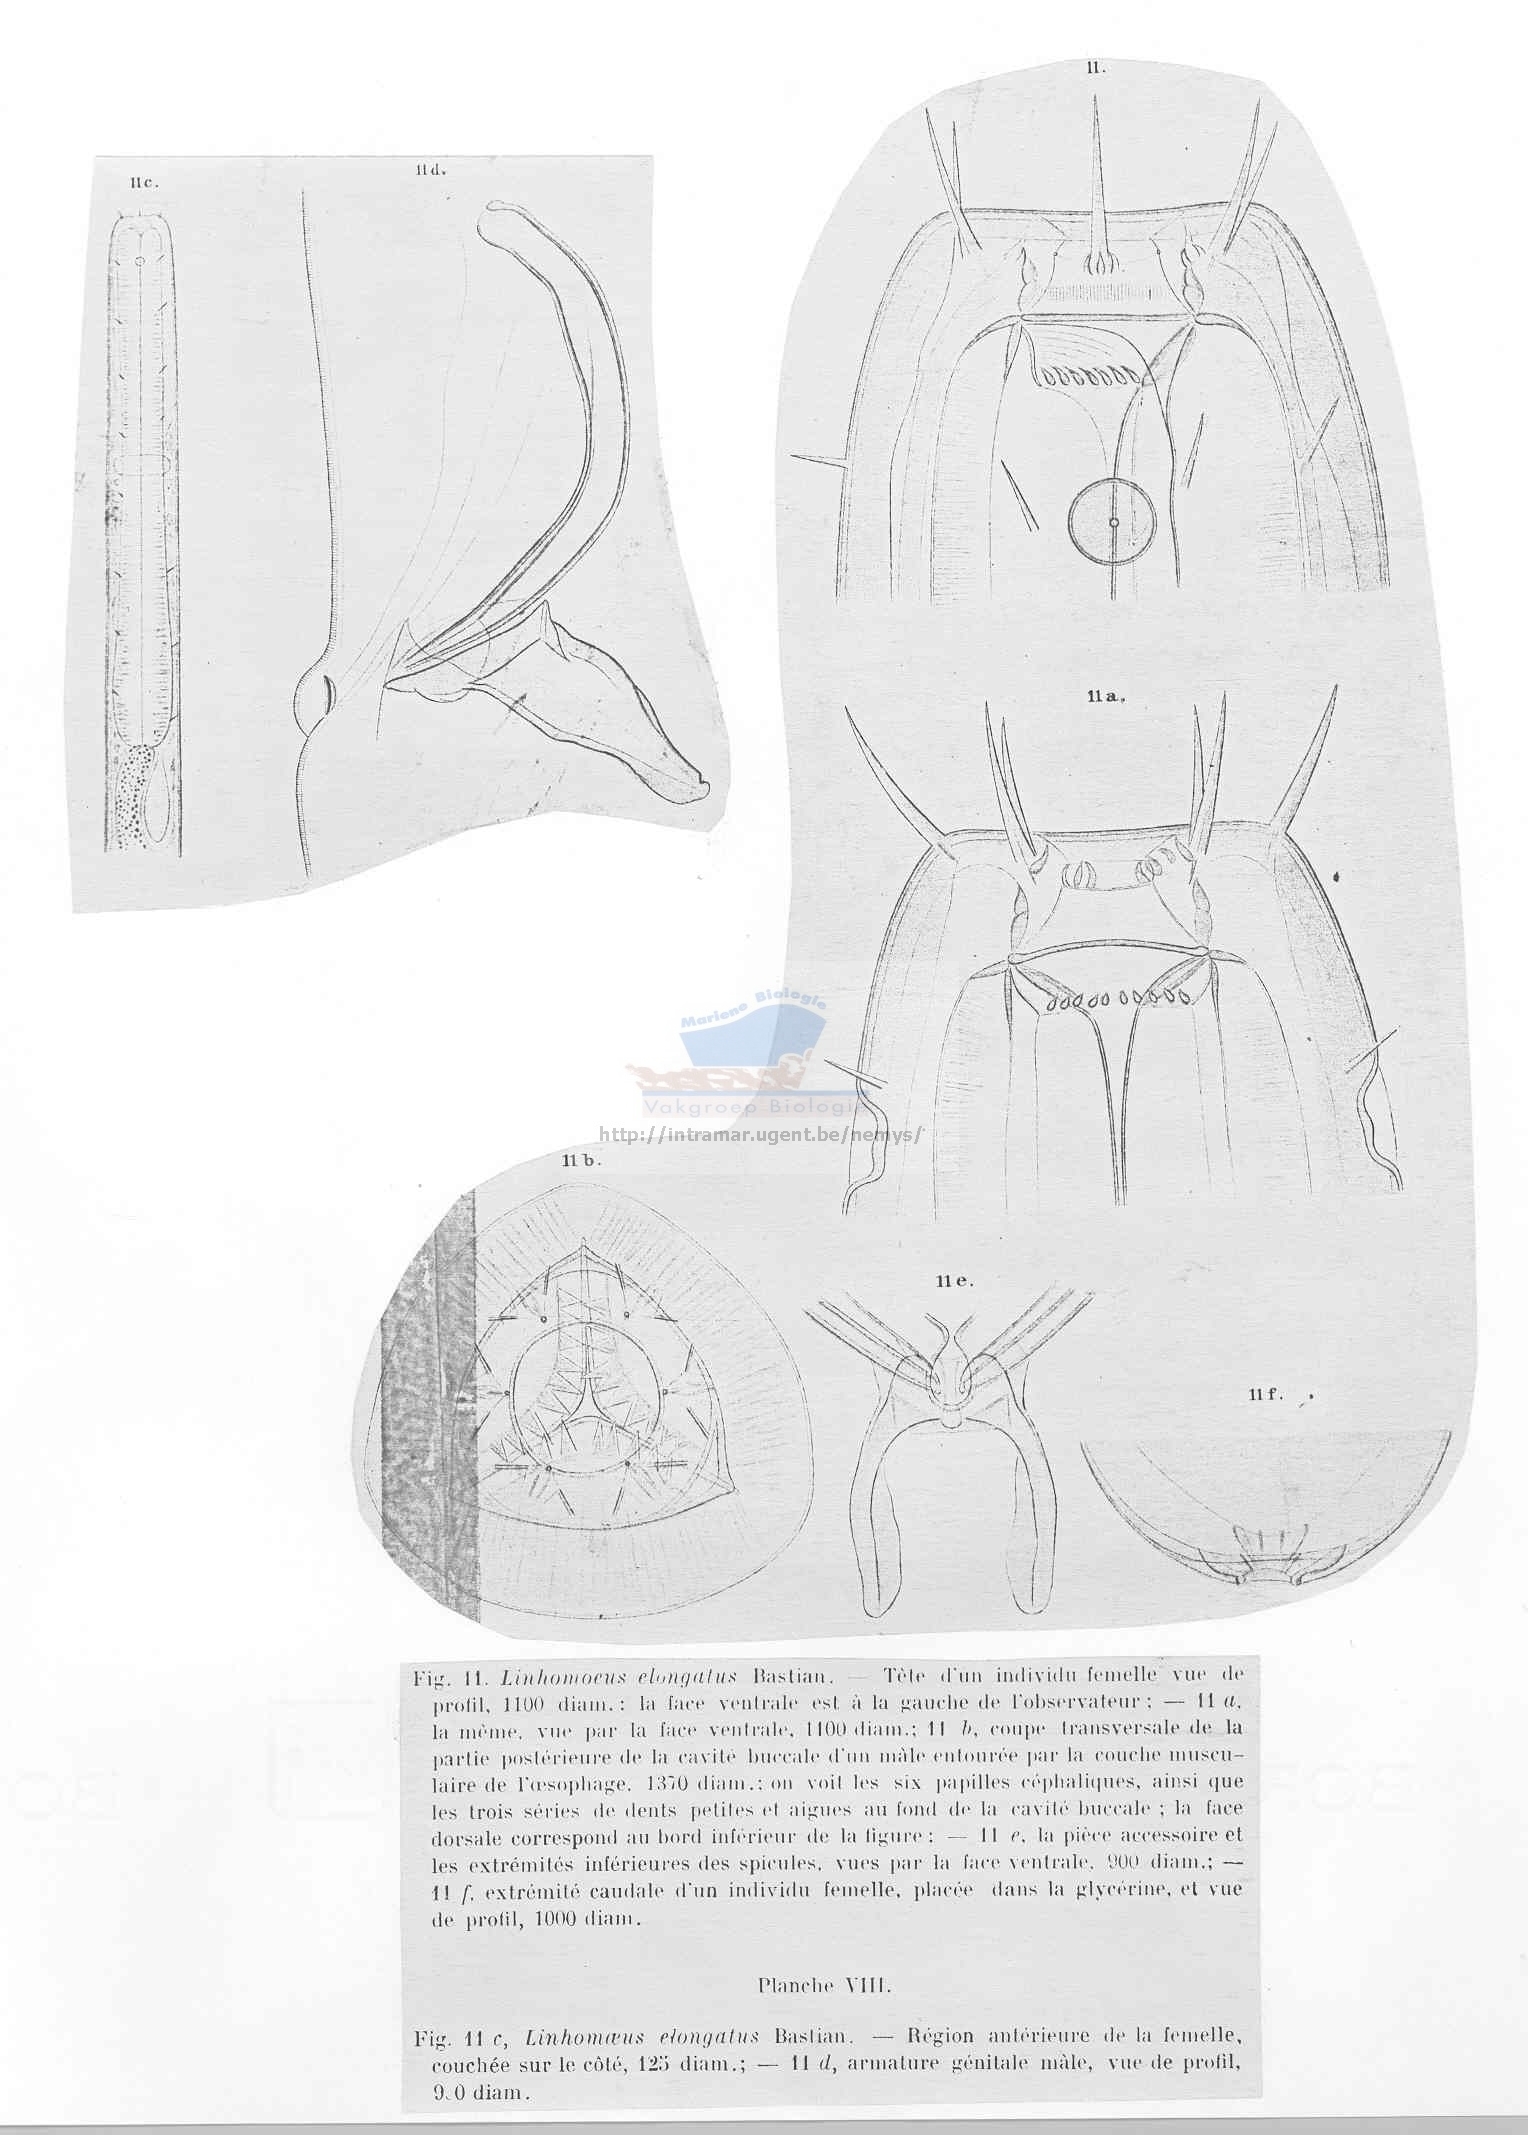 11.
11c.
11d.
11a.
Mariene Biologie
Vakgroep Biologie
http://intramar.ugent.be/nemys/
11b.
11e.
11f.
Fig. 11. Linhomoeus elongatus Bastian. — Tête d'un individu femelle vue de
profil, 1100 diam.: la face ventrale est à la gauche de l'observateur; — 11 a,
la même, vue par la face ventrale, 1100 diam.; 11 b, coupe transversale de la
partie postérieure de la cavité buccale d'un mâle entourée par la couche muscu-
laire de l'œsophage, 1370 diam.: on voit les six papilles céphaliques, ainsi que
les trois séries de dents petites et aigues au fond de la cavité buccale; la face
dorsale correspond au bord inférieur de la figure: — 11 e, la pièce accessoire et
les extrémités inférieures des spicules, vues par la face ventrale, 900 diam.; —
11 f, extrémité caudale d'un individu femelle, placée dans la glycérine, et vue
de profil, 1000 diam.
Planche VIII.
Fig. 11 c, Linhomœus elongatus Bastian. — Région antérieure de la femelle,
couchée sur le côté, 125 diam.; — 11 d, armature génitale mâle, vue de profil,
diam.